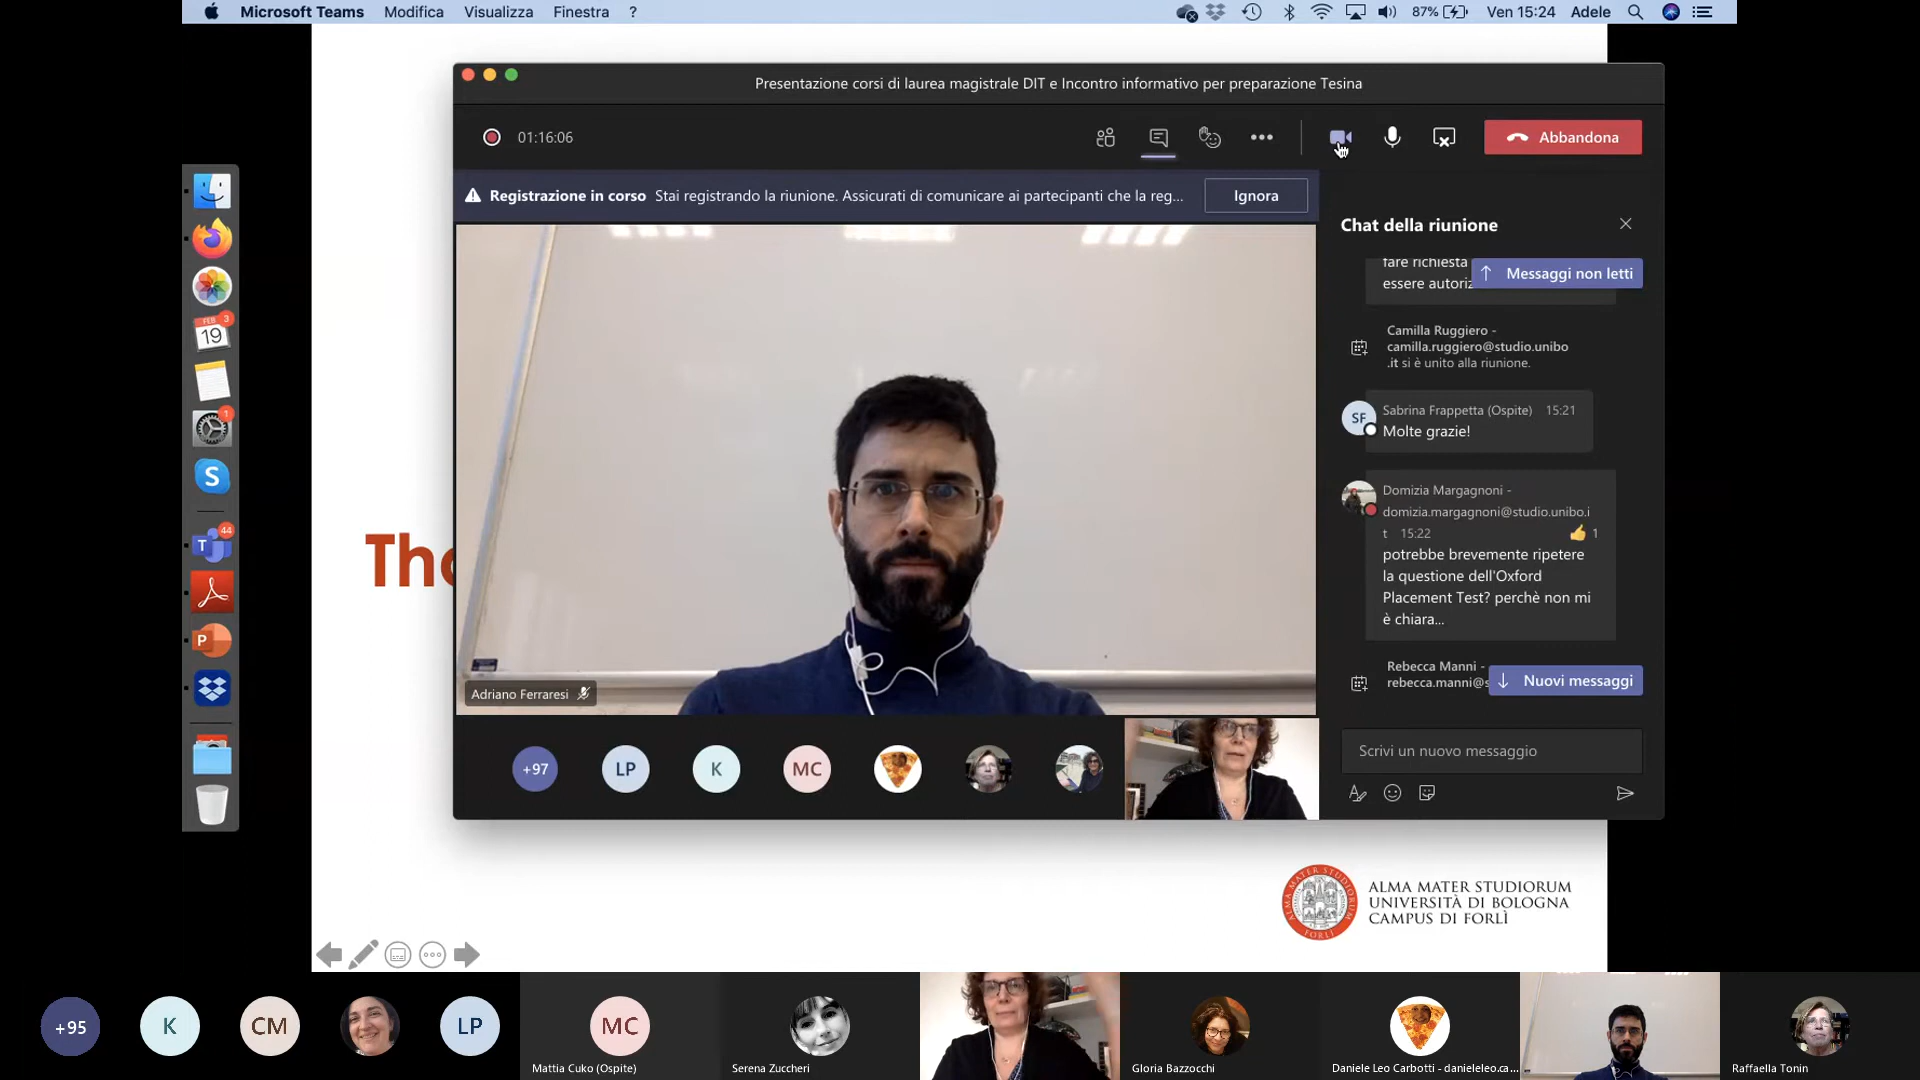 Microsoft Teams Modifica Visualizza Finestra ?
87% Ven 15:24 Adele
Presentazione corsi di laurea magistrale DIT e Incontro informativo per preparazione Tesina
01:16:06
Abbandona
Registrazione in corso Stai registrando la riunione. Assicurati di comunicare ai partecipanti che la reg...
Ignora
Chat della riunione
fare richiesta
essere autoriz
Messaggi non letti
Camilla Ruggiero -
camilla.ruggiero@studio.unibo
.it si è unito alla riunione.
SF
Sabrina Frappetta (Ospite) 15:21
Molte grazie!
Domizia Margagnoni -
domizia.margagnoni@studio.unibo.i
t 15:22 1
potrebbe brevemente ripetere
la questione dell'Oxford
Placement Test? perchè non mi
è chiara...
Rebecca Manni -
rebecca.manni@s
Nuovi messaggi
Scrivi un nuovo messaggio
Adriano Ferraresi
+97 LP K MC
FEB 3
19
1
S
44
T
P
Tha
ALMA MATER STUDIORUM
UNIVERSITÀ DI BOLOGNA
CAMPUS DI FORLÌ
+95 K CM LP MC
Mattia Cuko (Ospite)
Serena Zuccheri
Gloria Bazzocchi
Daniele Leo Carbotti - danieleleo.ca...
Raffaella Tonin